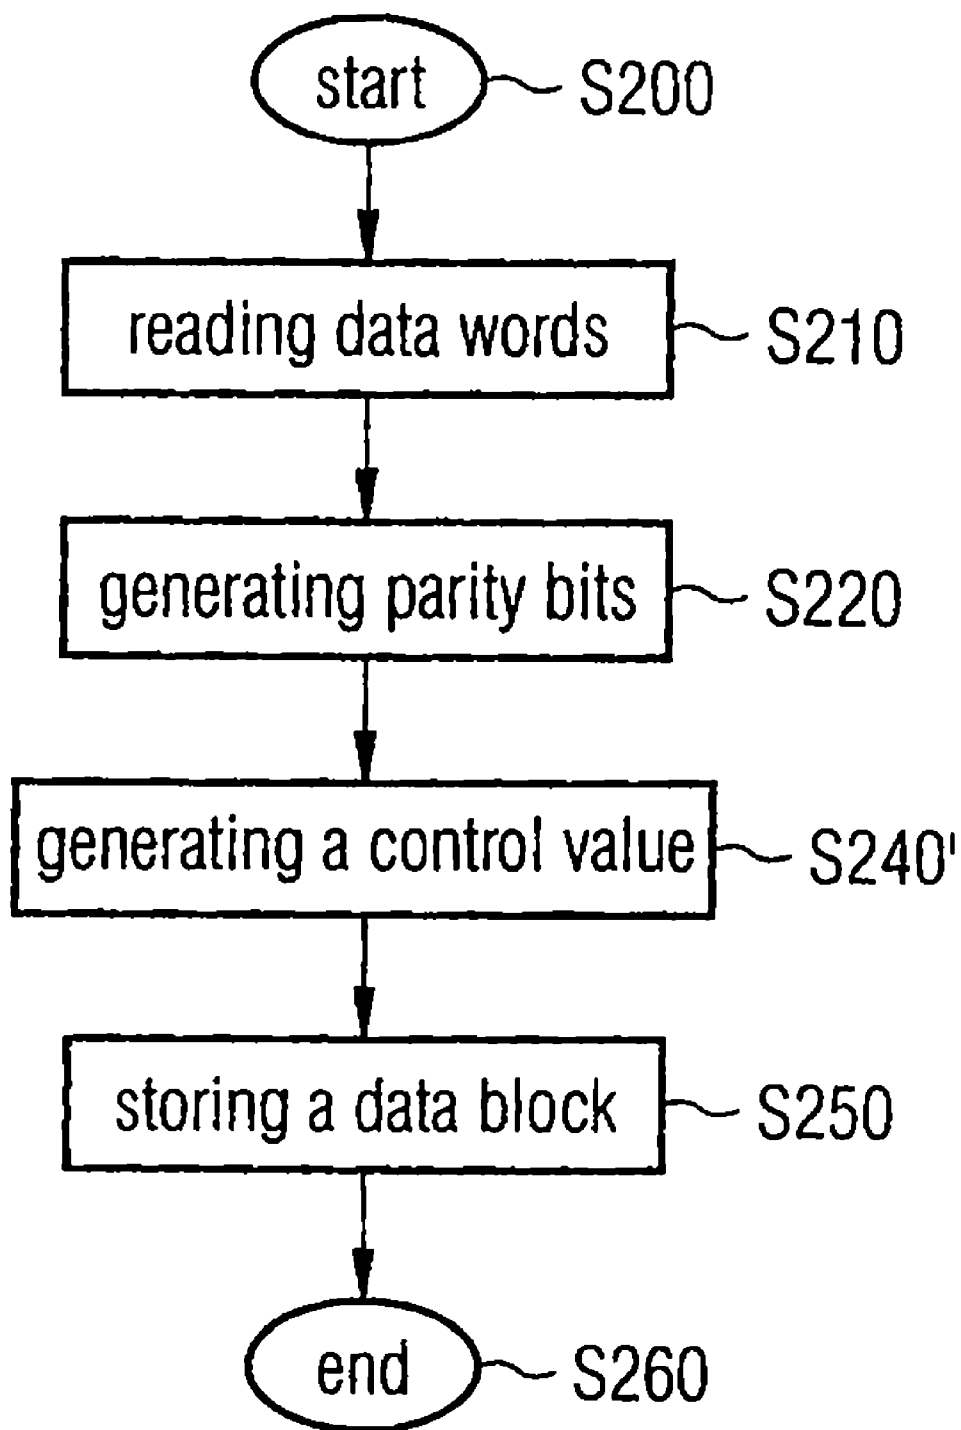 start
S200
reading data words
S210
generating parity bits
S220
generating a control value
S240'
storing a data block
S250
end
S260